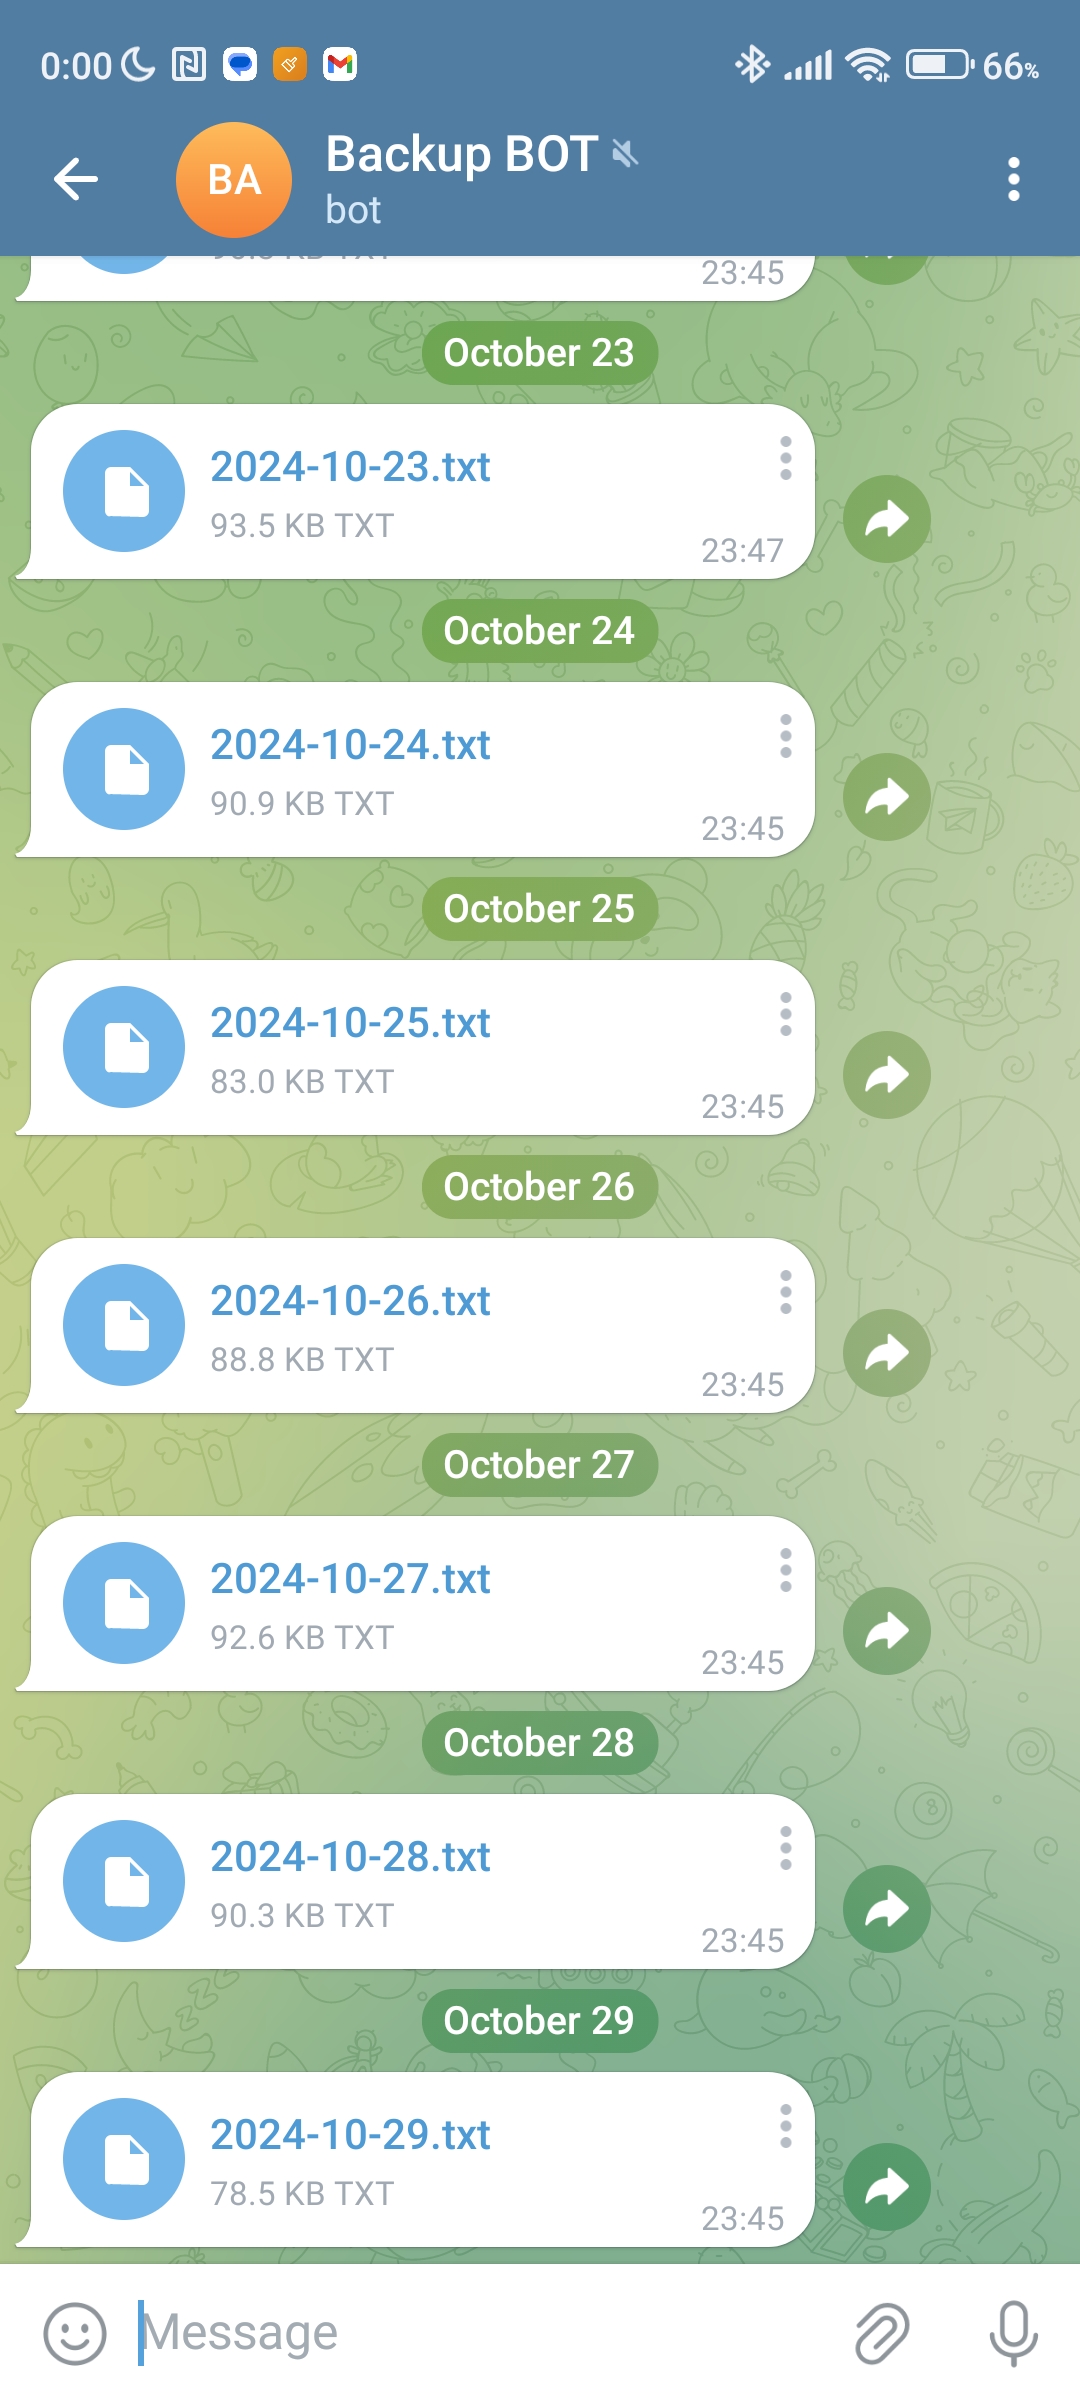 0:00 66%
BA
Backup BOT
bot
23:45
October 23
2024-10-23.txt
93.5 KB TXT
23:47
October 24
2024-10-24.txt
90.9 KB TXT
23:45
October 25
2024-10-25.txt
83.0 KB TXT
23:45
October 26
2024-10-26.txt
88.8 KB TXT
23:45
October 27
2024-10-27.txt
92.6 KB TXT
23:45
October 28
2024-10-28.txt
90.3 KB TXT
23:45
October 29
2024-10-29.txt
78.5 KB TXT
23:45
Message